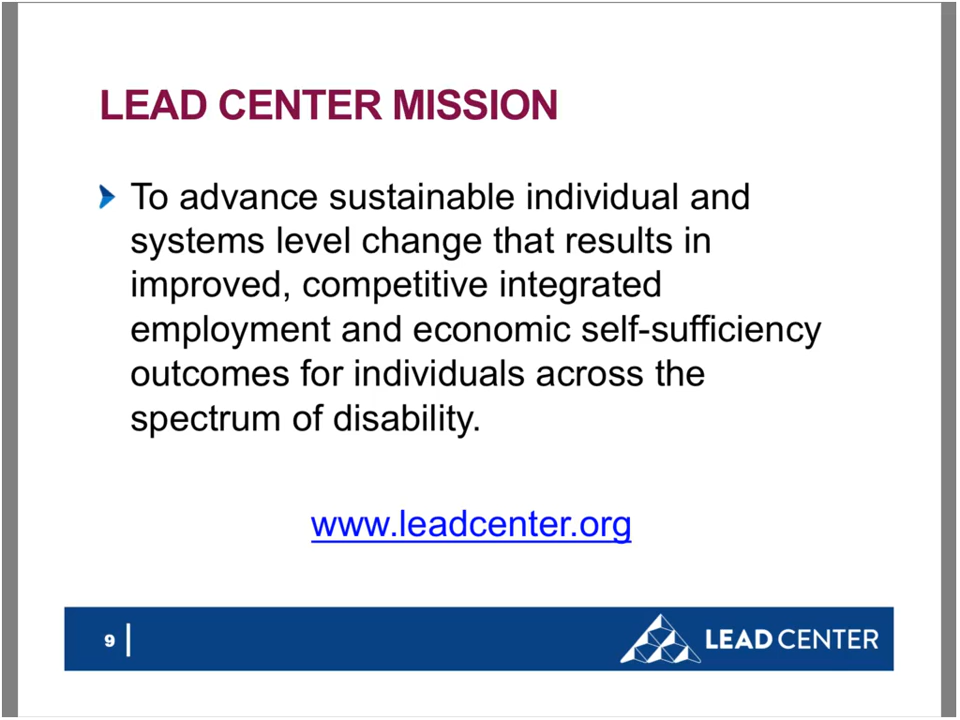 LEAD CENTER MISSION
To advance sustainable individual and
systems level change that results in
improved, competitive integrated
employment and economic self-sufficiency
outcomes for individuals across the
spectrum of disability.
www.leadcenter.org
9
LEAD CENTER